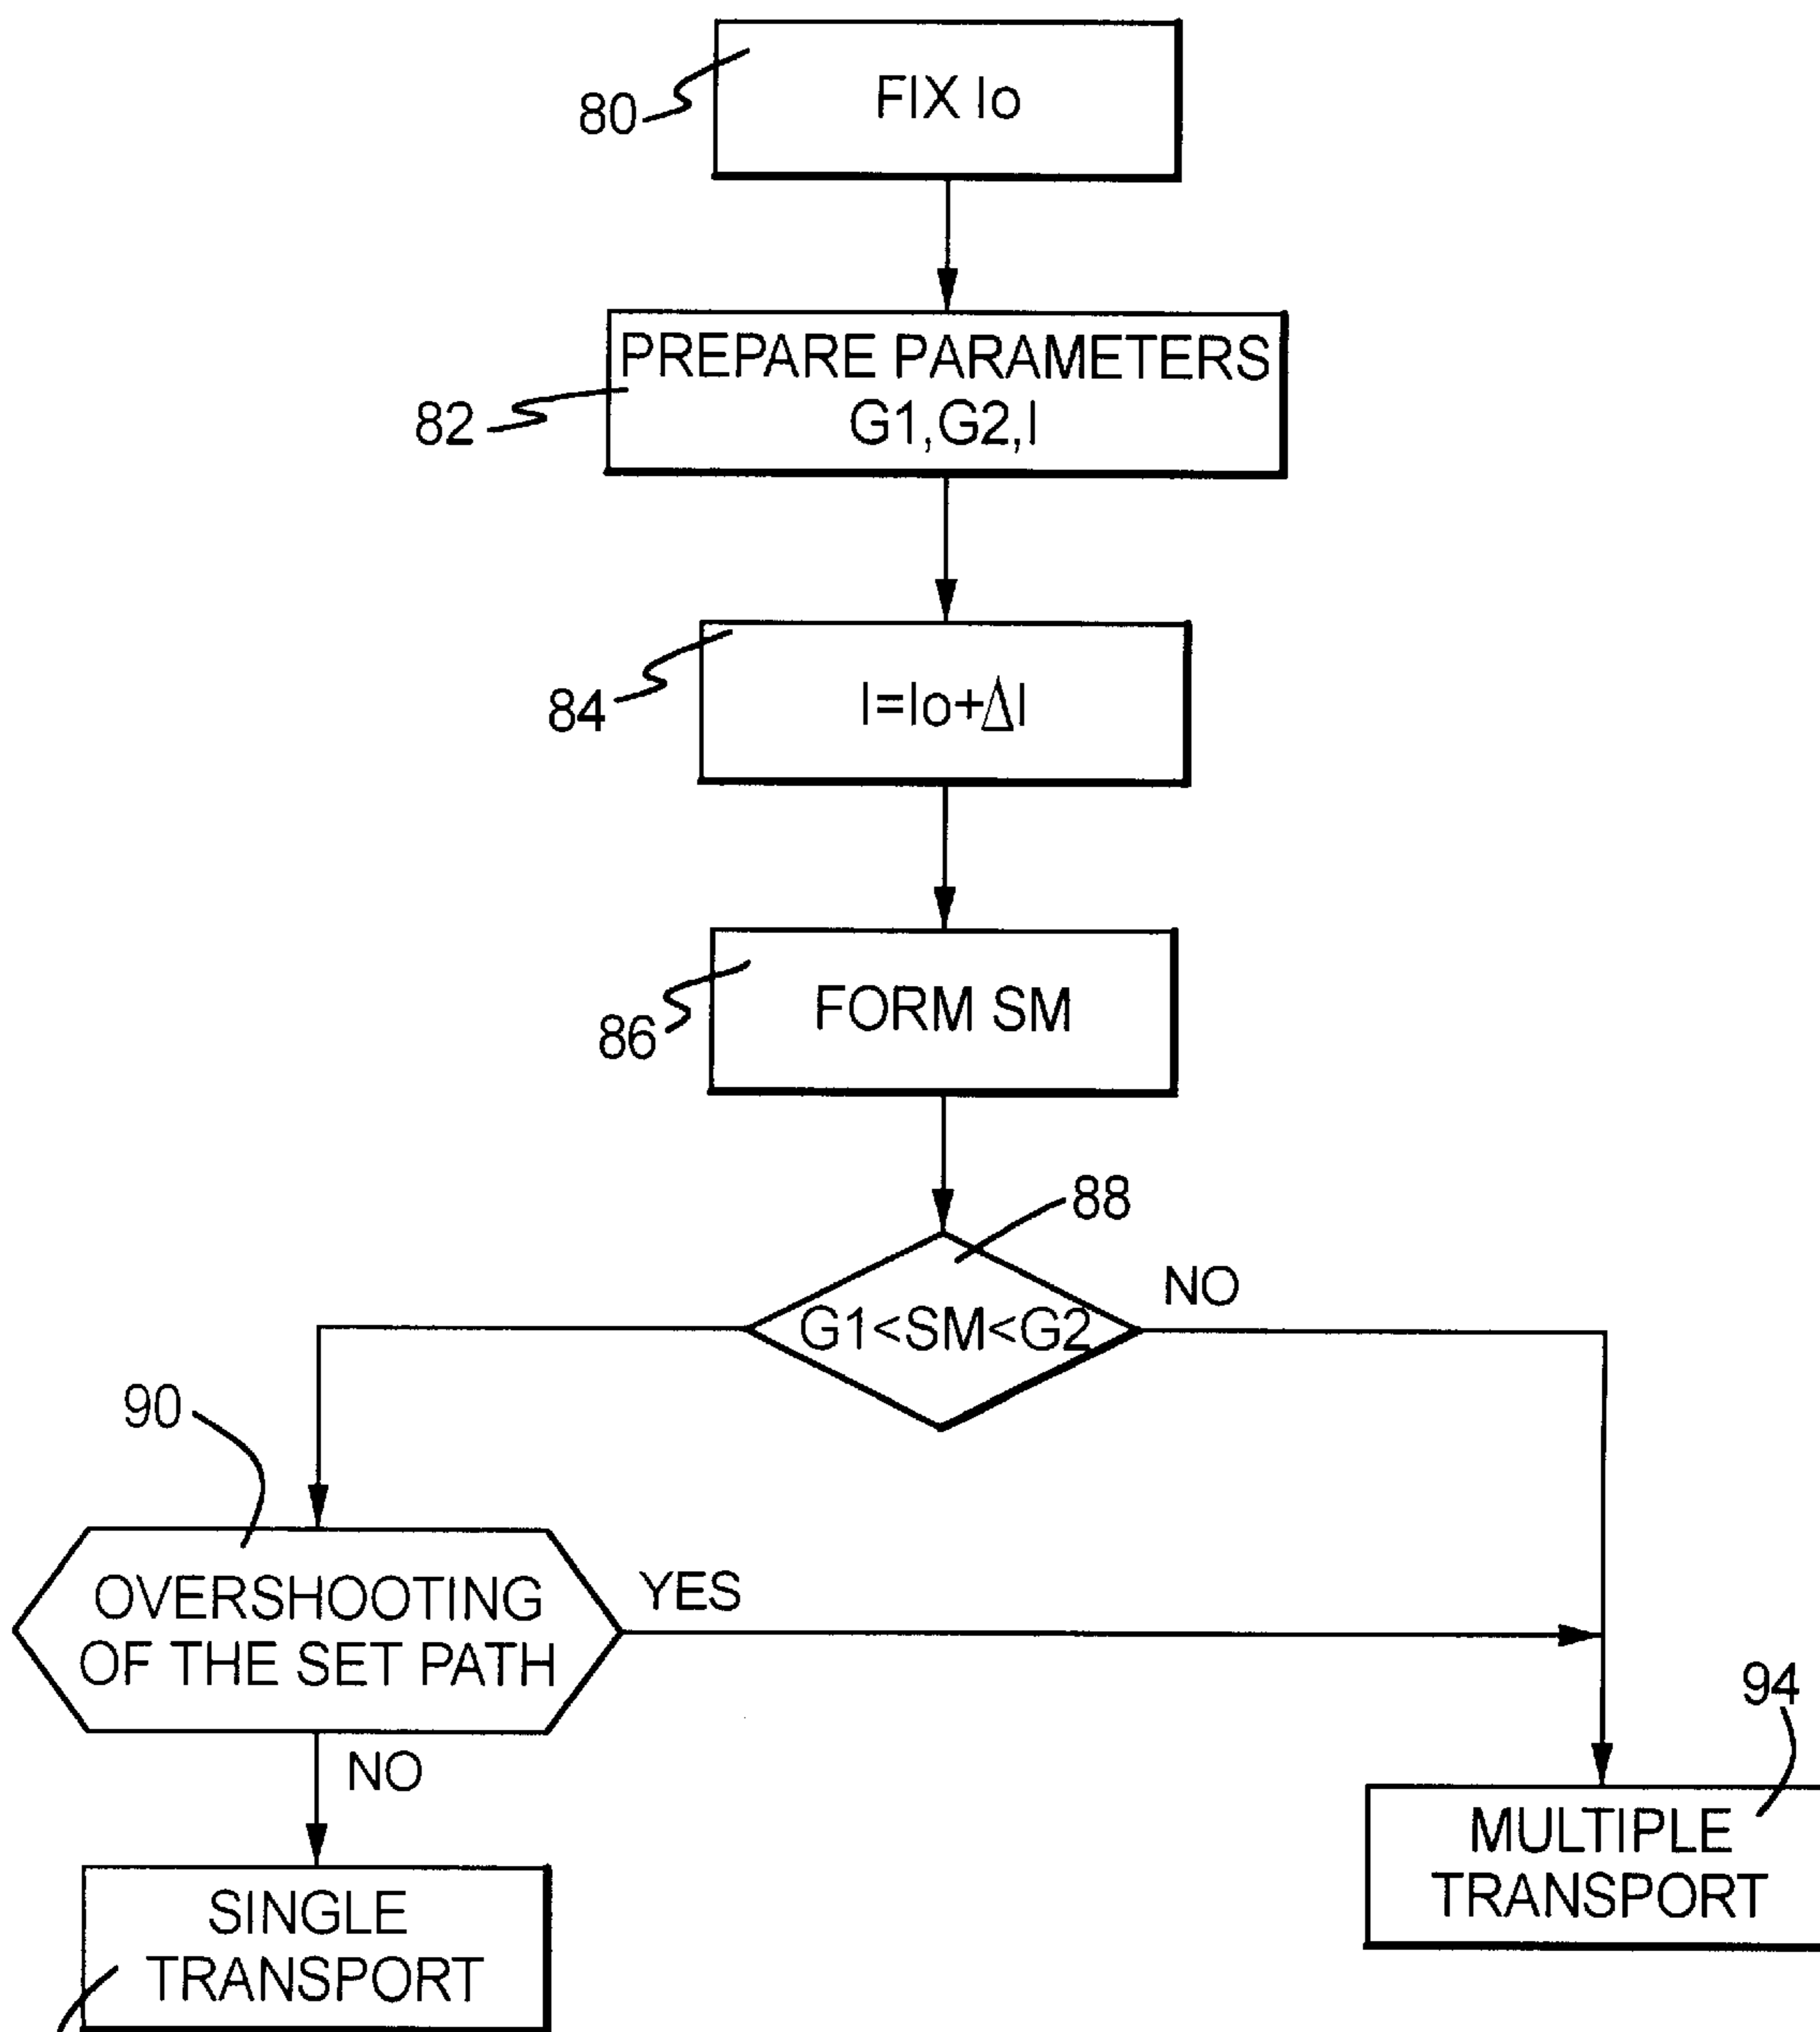 80
FIX Io
82
PREPARE PARAMETERS
G1,G2,I
84
I=Io+ΔI
86
FORM SM
88
G1<SM<G2
NO
90
OVERSHOOTING
OF THE SET PATH
YES
NO
94
MULTIPLE
TRANSPORT
SINGLE
TRANSPORT